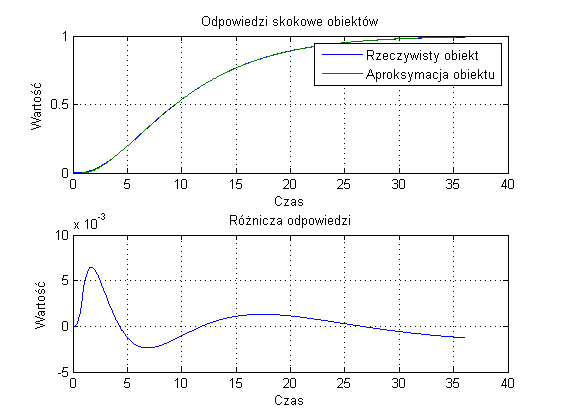 Odpowiedzi skokowe obiektów
1
0.5
0
Wartość
Rzeczywisty obiekt
Aproksymacja obiektu
0 5 10 15 20 25 30 35 40
Czas
Różnicza odpowiedzi
x 10-3
10
5
0
-5
Wartość
0 5 10 15 20 25 30 35 40
Czas